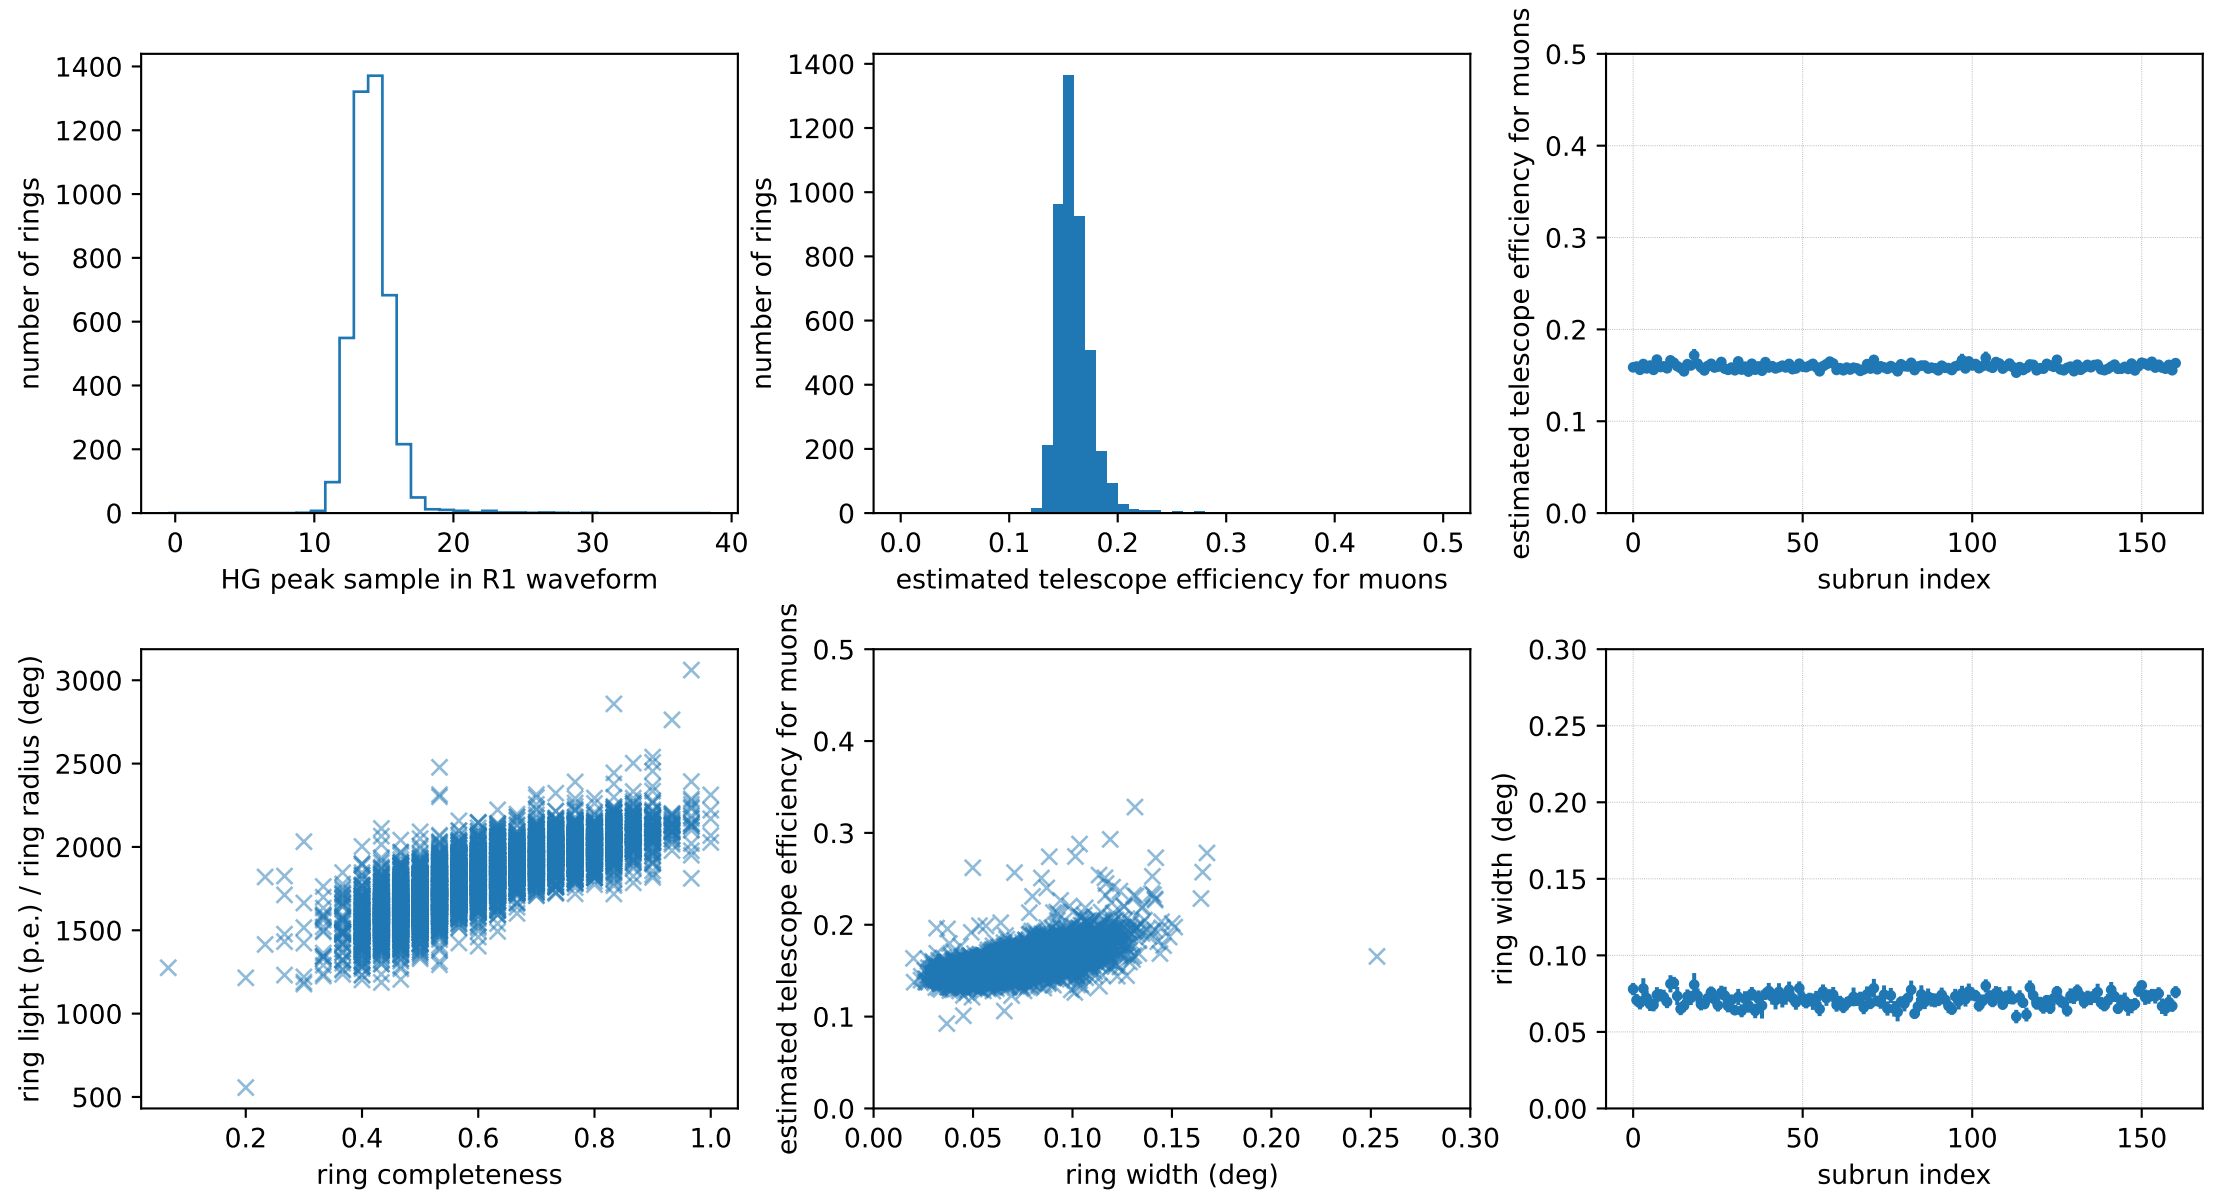 number of rings
1400
1200
1000
800
600
400
200
0
0 10 20 30 40
HG peak sample in R1 waveform
number of rings
1400
1200
1000
800
600
400
200
0
0.0 0.1 0.2 0.3 0.4 0.5
estimated telescope efficiency for muons
estimated telescope efficiency for muons
0.5
0.4
0.3
0.2
0.1
0.0
0 50 100 150
subrun index
ring light (p.e.) / ring radius (deg)
3000
2500
2000
1500
1000
500
0.2 0.4 0.6 0.8 1.0
ring completeness
estimated telescope efficiency for muons
0.5
0.4
0.3
0.2
0.1
0.0
0.00 0.05 0.10 0.15 0.20 0.25 0.30
ring width (deg)
ring width (deg)
0.30
0.25
0.20
0.15
0.10
0.05
0.00
0 50 100 150
subrun index